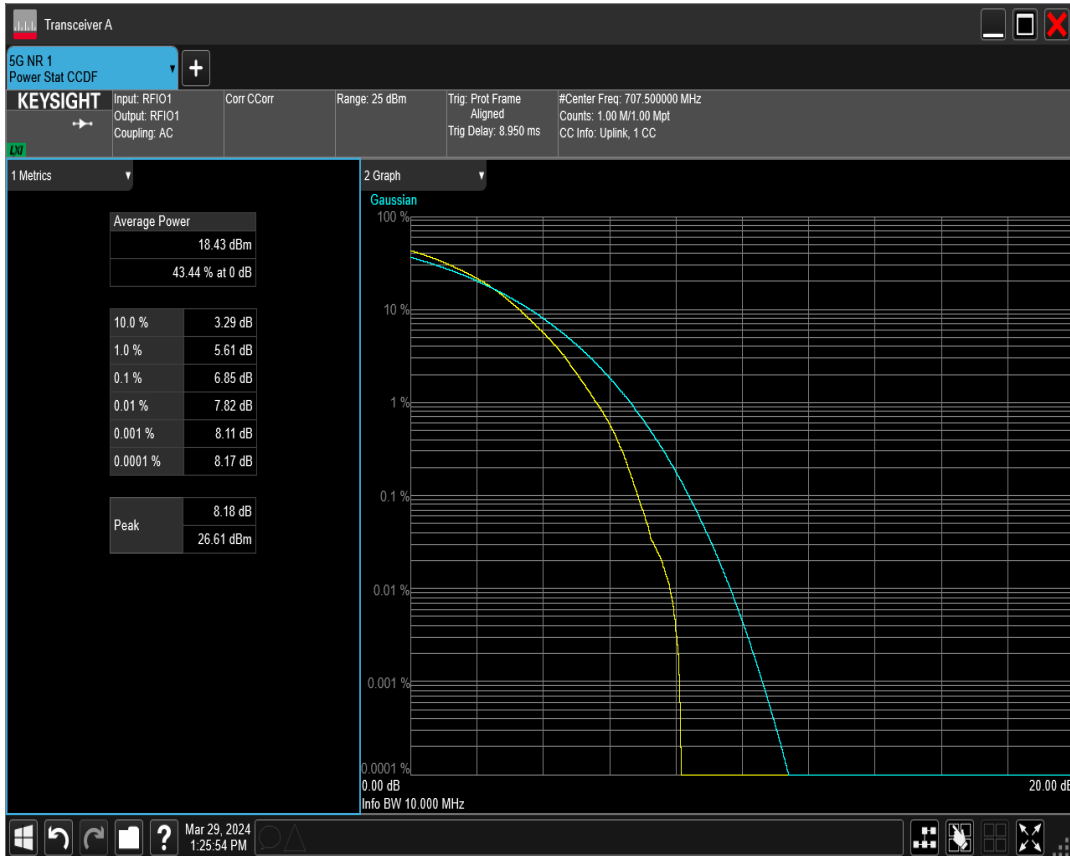 Transceiver A
5G NR 1
Power Stat CCDF
+
KEYSIGHT
LXI
Input: RFIO1
Output: RFIO1
Coupling: AC
Corr CCorr
Range: 25 dBm
Trig: Prot Frame
Aligned
Trig Delay: 8.950 ms
#Center Freq: 707.500000 MHz
Counts: 1.00 M/1.00 Mpt
CC Info: Uplink, 1 CC
1 Metrics
Average Power
18.43 dBm
43.44 % at 0 dB
10.0 % 3.29 dB
1.0 % 5.61 dB
0.1 % 6.85 dB
0.01 % 7.82 dB
0.001 % 8.11 dB
0.0001 % 8.17 dB
Peak 8.18 dB
26.61 dBm
2 Graph
Gaussian
100 %
10 %
1 %
0.1 %
0.01 %
0.001 %
0.0001 %
0.00 dB 20.00 dB
Info BW 10.000 MHz
? Mar 29, 2024
1:25:54 PM